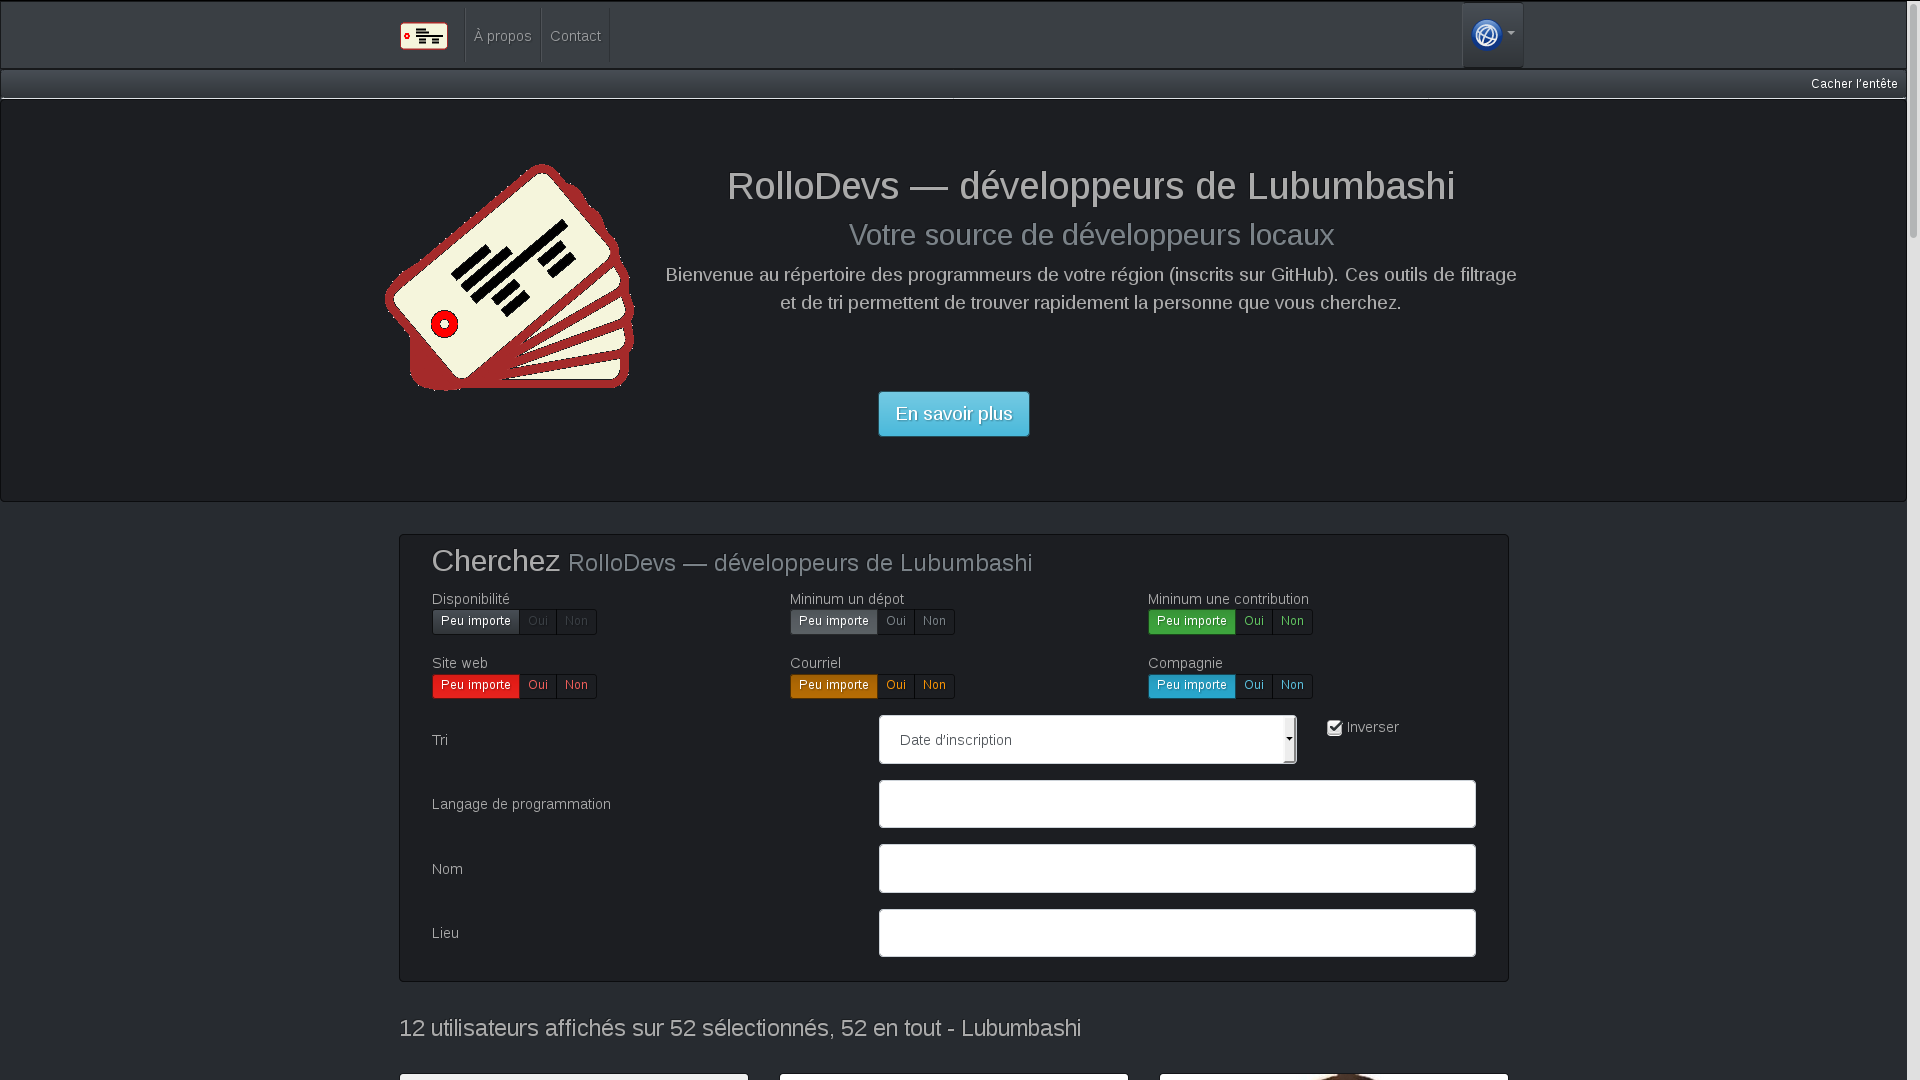 À propos
Contact
Cacher l'entête
RolloDevs — développeurs de Lubumbashi
Votre source de développeurs locaux
Bienvenue au répertoire des programmeurs de votre région (inscrits sur GitHub). Ces outils de filtrage
et de tri permettent de trouver rapidement la personne que vous cherchez.
En savoir plus
Cherchez RolloDevs — développeurs de Lubumbashi
Disponibilité
Peu importe Oui Non
Mininum un dépot
Peu importe Oui Non
Mininum une contribution
Peu importe Oui Non
Site web
Peu importe Oui Non
Courriel
Peu importe Oui Non
Compagnie
Peu importe Oui Non
Tri
Date d'inscription
Inverser
Langage de programmation
Nom
Lieu
12 utilisateurs affichés sur 52 sélectionnés, 52 en tout - Lubumbashi